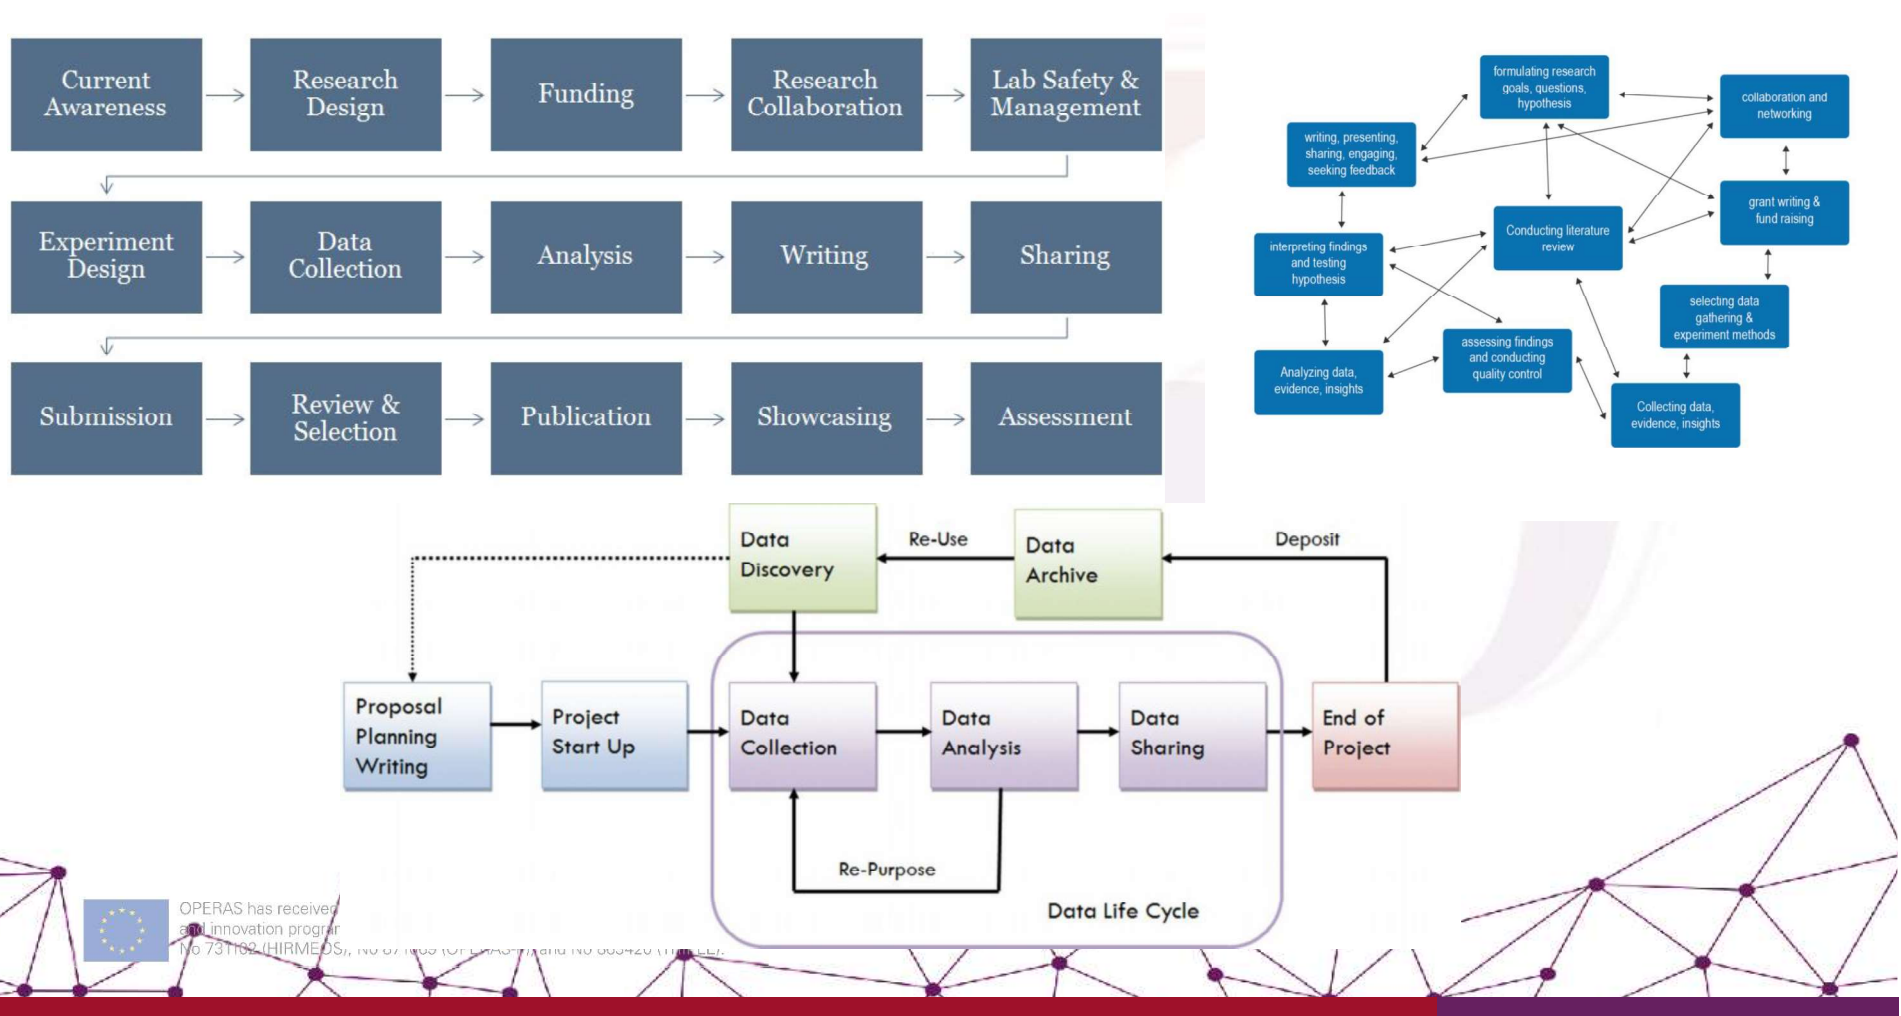 Current
Awareness
Research
Design
Funding
Research
Collaboration
Lab Safety &
Management
Experiment
Design
Data
Collection
Analysis
Writing
Sharing
Submission
Review &
Selection
Publication
Showcasing
Assessment
formulating research
goals, questions,
hypothesis
collaboration and
networking
writing, presenting,
sharing, engaging,
seeking feedback
grant writing &
fund raising
Conducting literature
review
interpreting findings
and testing
hypothesis
selecting data
gathering &
experiment methods
assessing findings
and conducting
quality control
Analyzing data,
evidence, insights
Collecting data,
evidence, insights
Data
Discovery
Re-Use
Data
Archive
Deposit
Proposal
Planning
Writing
Project
Start Up
Data
Collection
Data
Analysis
Data
Sharing
End of
Project
Re-Purpose
Data Life Cycle
OPERAS has received
and innovation
No 731102 (HIRMEOS),